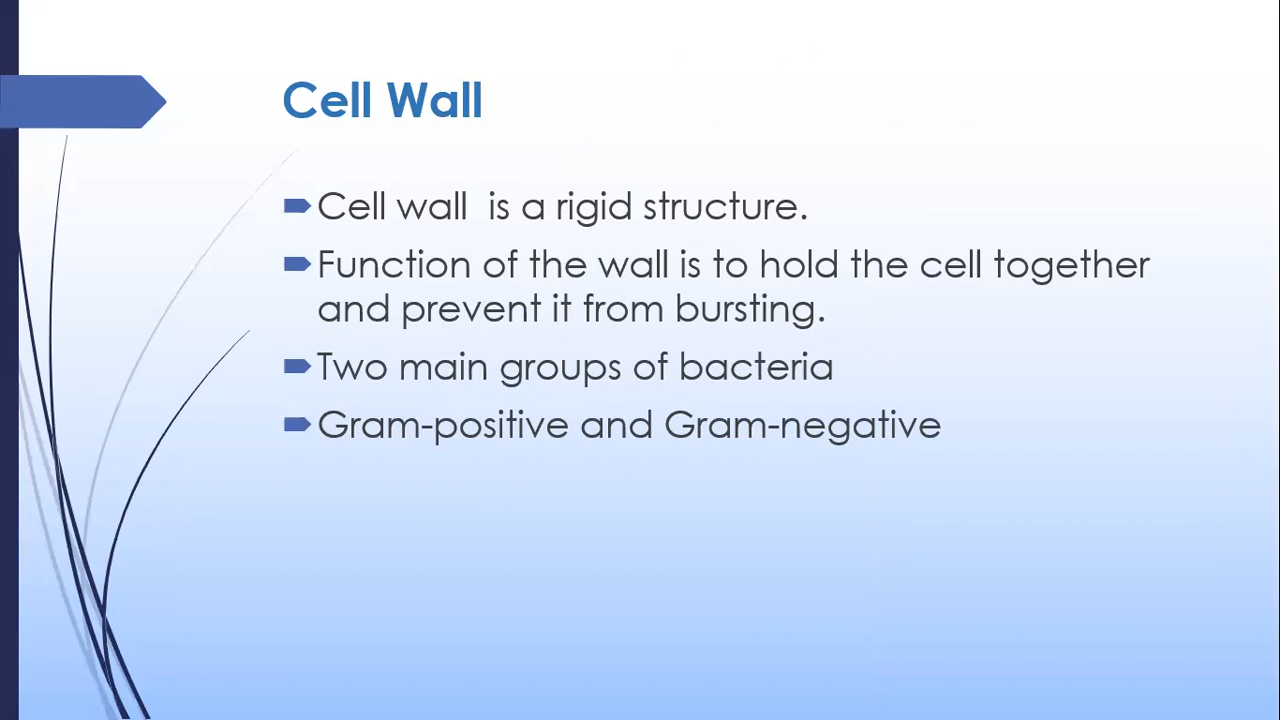 Cell Wall
Cell wall  is a rigid structure.
Function of the wall is to hold the cell together
and prevent it from bursting.
Two main groups of bacteria
Gram-positive and Gram-negative